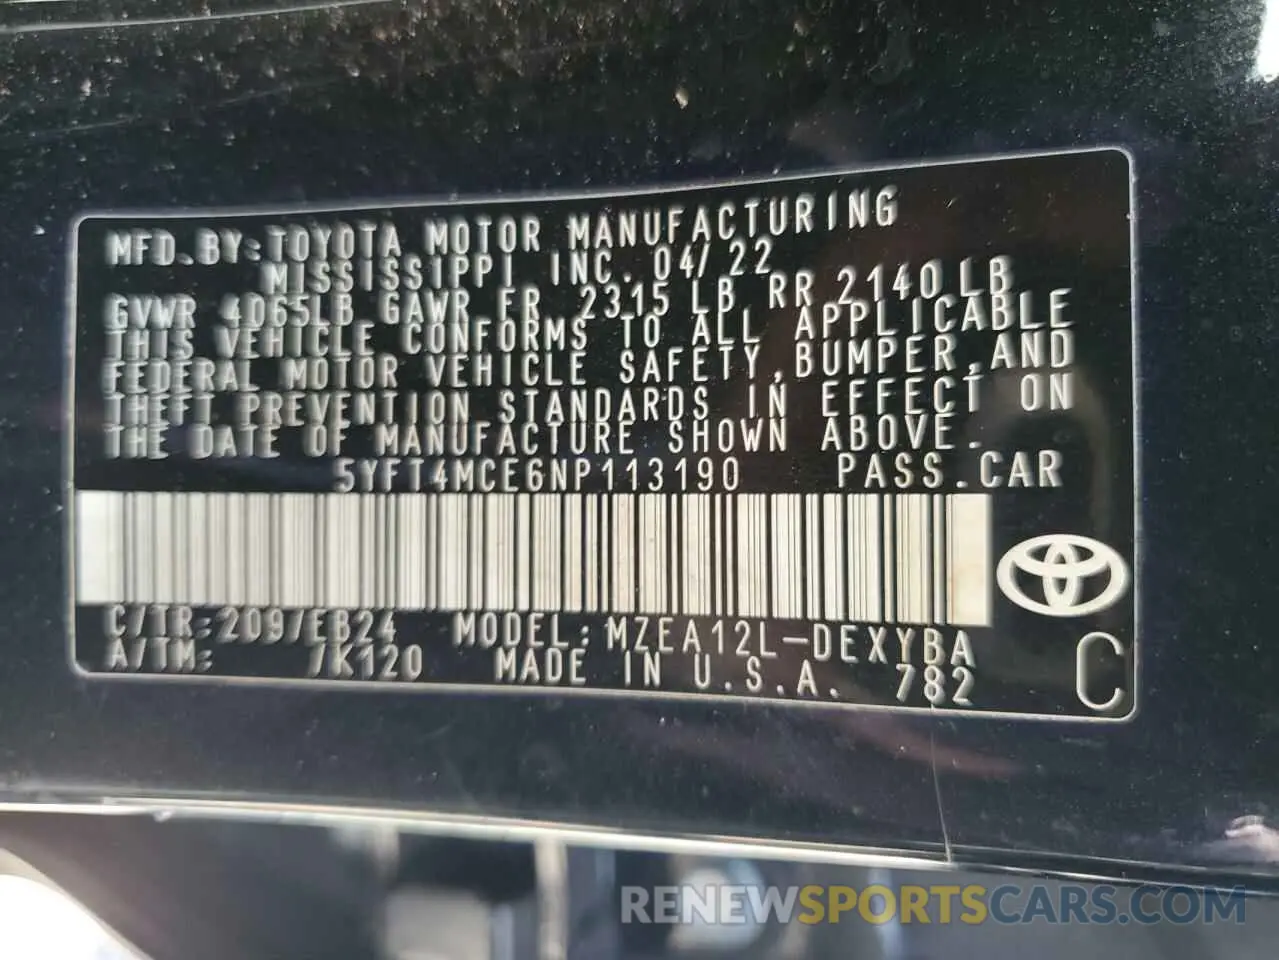 MFD.BY:TOYOTA MOTOR MANUFACTURING
MISSISSIPPI INC. 04/22
GVWR 4065LB GAWR FR 2315 LB RR 2140 LB
THIS VEHICLE CONFORMS TO ALL APPLICABLE
FEDERAL MOTOR VEHICLE SAFETY,BUMPER,AND
THEFT PREVENTION STANDARDS IN EFFECT ON
THE DATE OF MANUFACTURE SHOWN ABOVE.
5YFT4MCE6NP113190 PASS.CAR
C/TR:209/EB24 MODEL:MZEA12L-DEXYBA
A/TM: /K120 MADE IN U.S.A. 782
C
RENEWSPORTSCARS.COM